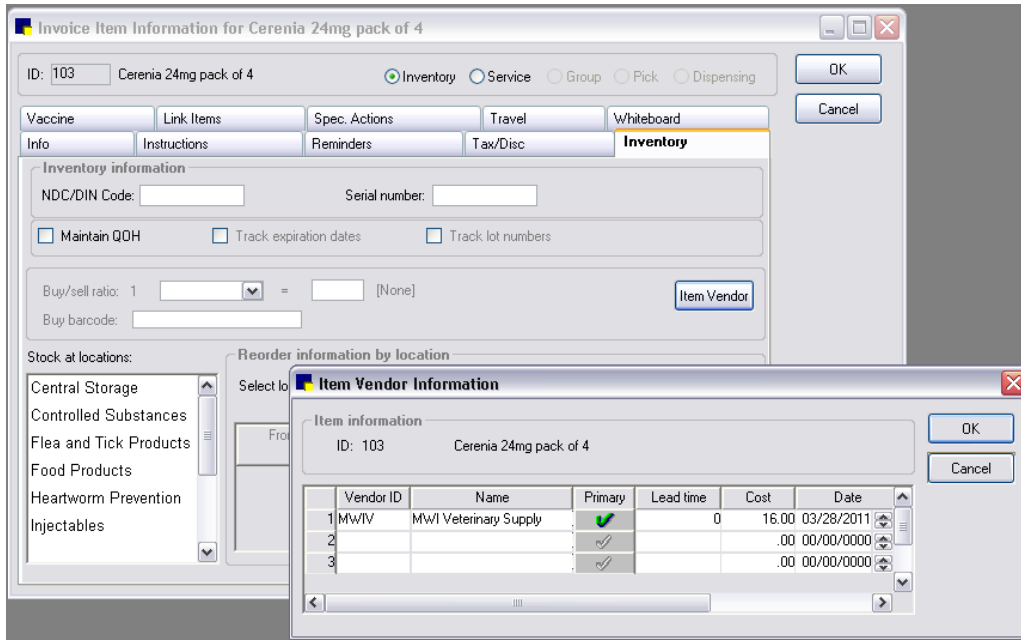 Invoice Item Information for Cerenia 24mg pack of 4
ID: 103 Cerenia 24mg pack of 4 Inventory Service Group Pick Dispensing
OK
Cancel
Vaccine Link Items Spec. Actions Travel Whiteboard
Info Instructions Reminders Tax/Disc Inventory
Inventory information
NDC/DIN Code: Serial number:
Maintain QOH Track expiration dates Track lot numbers
Buy/sell ratio: 1 = [None]
Item Vendor
Buy barcode:
Stock at locations:
Central Storage
Controlled Substances
Flea and Tick Products
Food Products
Heartworm Prevention
Injectables
Reorder information by location
Select lo
Fro
Item Vendor Information
Item information
ID: 103 Cerenia 24mg pack of 4
OK
Cancel
Vendor ID Name Primary Lead time Cost Date
1 MWIV MWI Veterinary Supply 0 16.00 03/28/2011
2 .00 00/00/0000
3 .00 00/00/0000